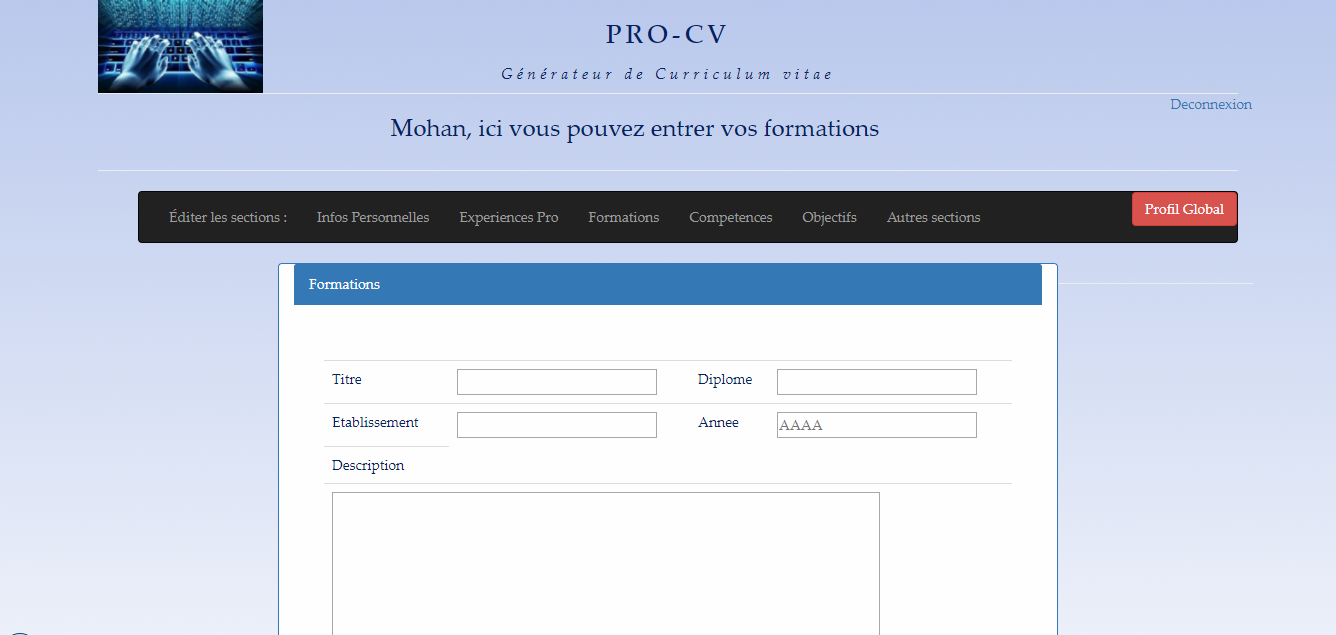 PRO-CV
Générateur de Curriculum vitae
Deconnexion
Mohan, ici vous pouvez entrer vos formations
Éditer les sections : Infos Personnelles Experiences Pro Formations Competences Objectifs Autres sections Profil Global
Formations
Titre Diplome
Etablissement Annee AAAA
Description